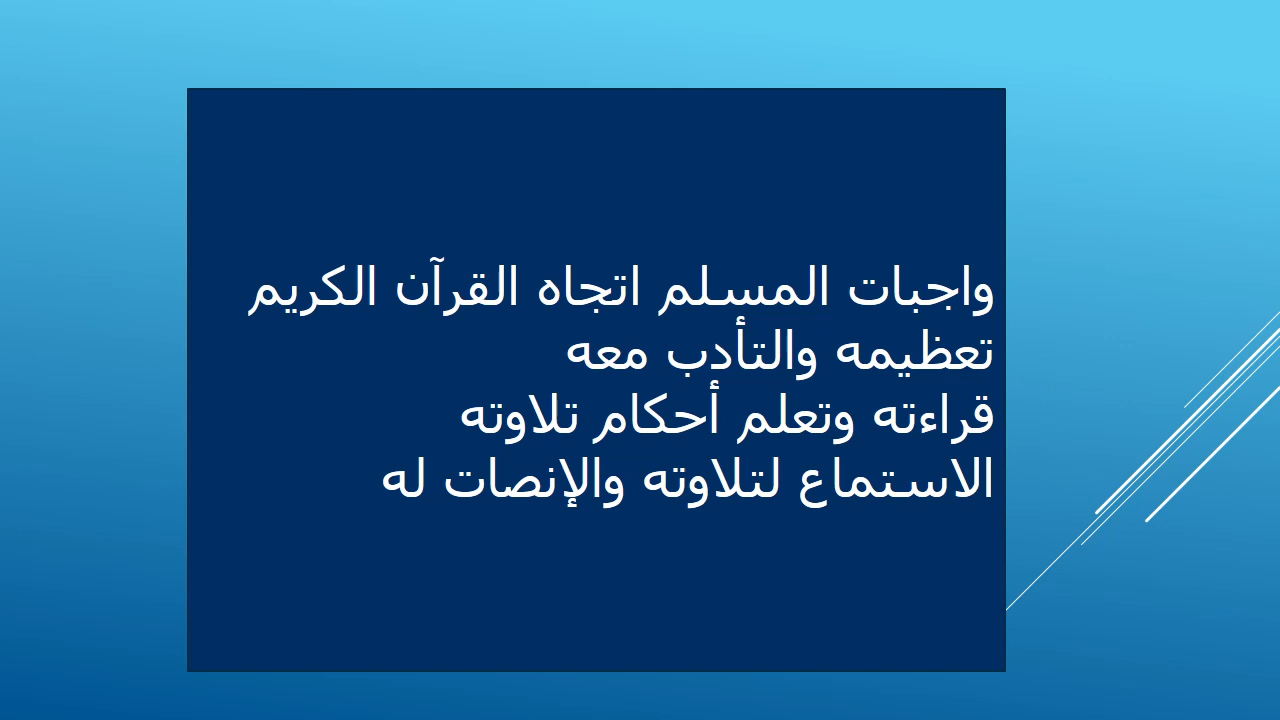 واجبات المسلم اتجاه القرآن الكريم
تعظيمه والتأدب معه
قراءته وتعلم أحكام تلاوته
الاستماع لتلاوته والإنصات له